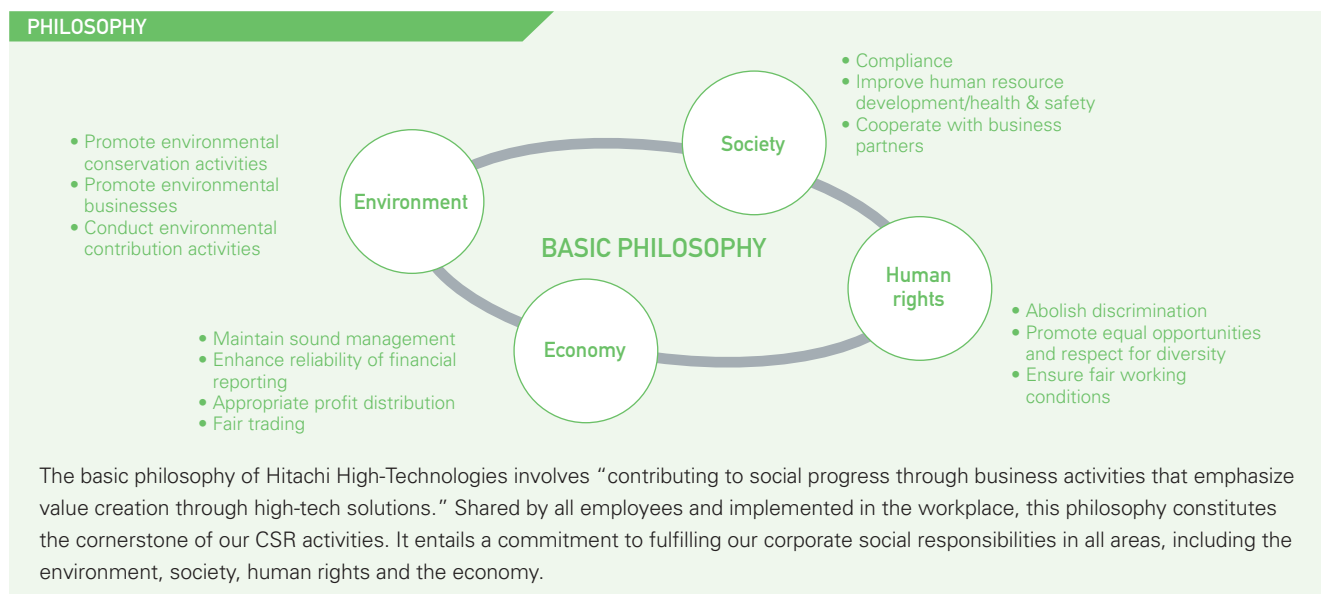 PHILOSOPHY
• Compliance
• Improve human resource
development/health & safety
• Cooperate with business
partners
Society
• Promote environmental
conservation activities
• Promote environmental
businesses
• Conduct environmental
contribution activities
Environment
BASIC PHILOSOPHY
Human
rights
• Abolish discrimination
• Promote equal opportunities
and respect for diversity
• Ensure fair working
conditions
Economy
• Maintain sound management
• Enhance reliability of financial
reporting
• Appropriate profit distribution
• Fair trading
The basic philosophy of Hitachi High-Technologies involves “contributing to social progress through business activities that emphasize
value creation through high-tech solutions.” Shared by all employees and implemented in the workplace, this philosophy constitutes
the cornerstone of our CSR activities. It entails a commitment to fulfilling our corporate social responsibilities in all areas, including the
environment, society, human rights and the economy.